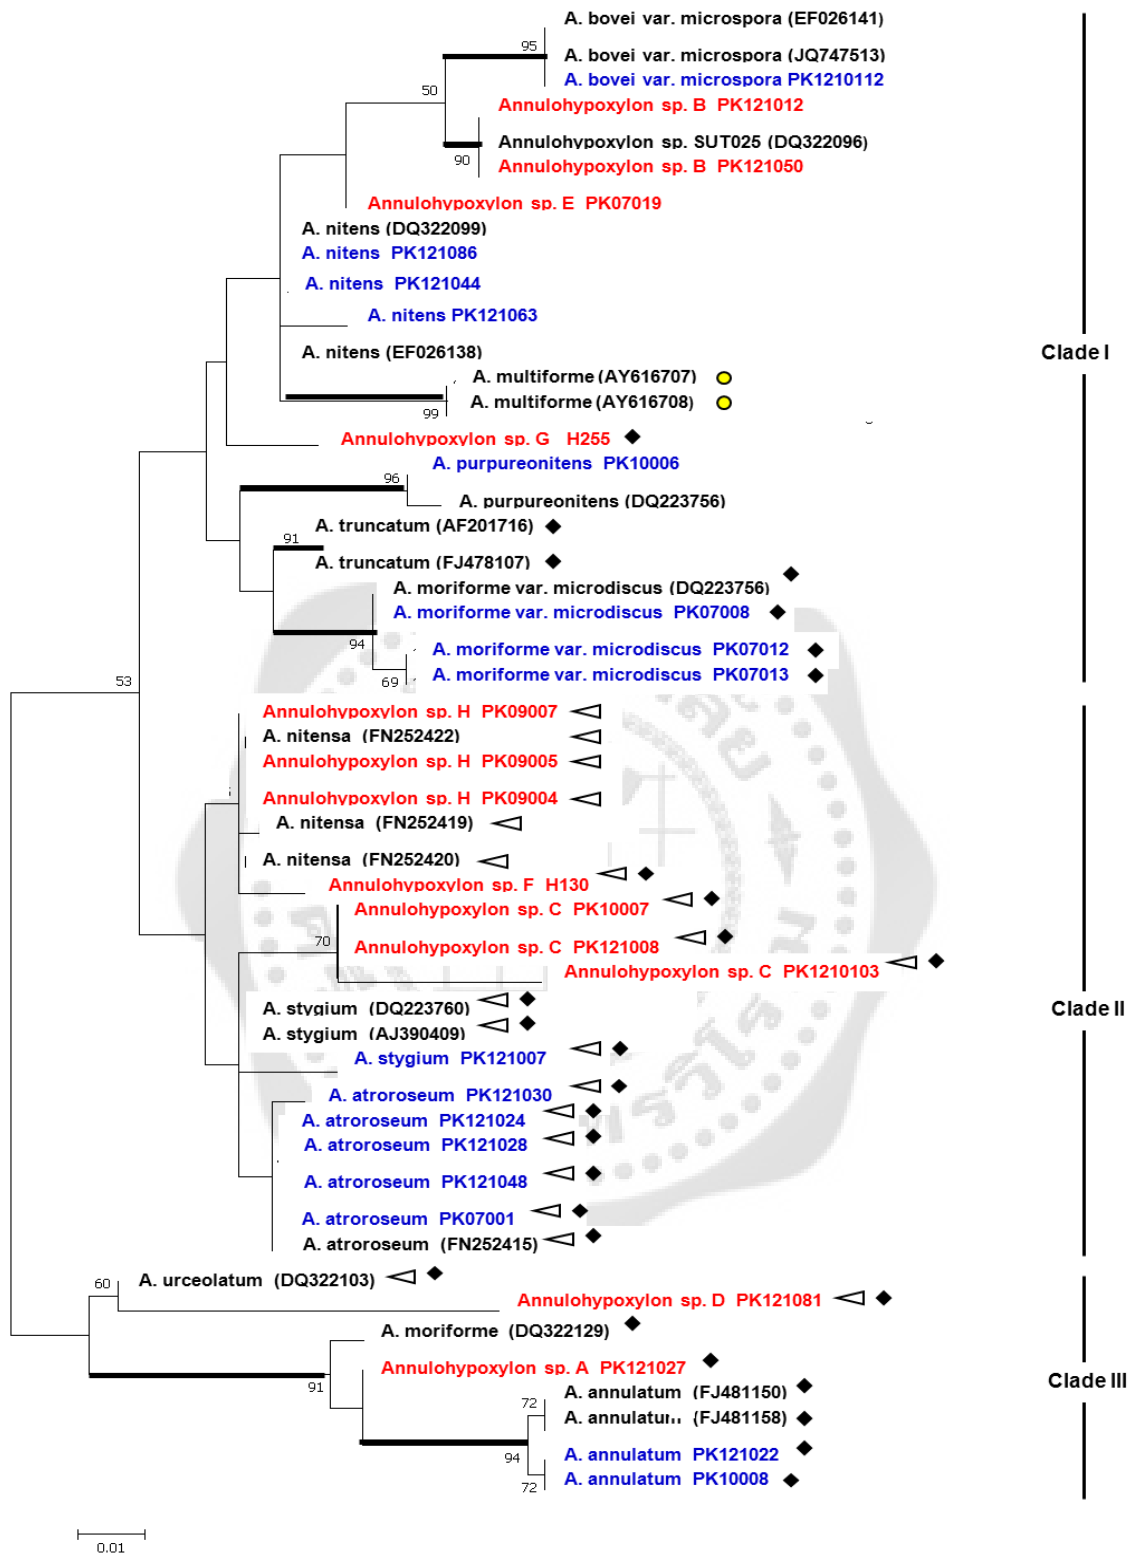 A. bovei var. microspora (EF026141)
95
A. bovei var. microspora (JQ747513)
A. bovei var. microspora PK1210112
50
Annulohypoxylon sp. B PK121012
Annulohypoxylon sp. SUT025 (DQ322096)
90
Annulohypoxylon sp. B PK121050
Annulohypoxylon sp. E PK07019
A. nitens (DQ322099)
A. nitens PK121086
A. nitens PK121044
A. nitens PK121063
A. nitens (EF026138)
Clade I
A. multiforme (AY616707)
A. multiforme (AY616708)
99
Annulohypoxylon sp. G H255
A. purpureonitens PK10006
96
A. purpureonitens (DQ223756)
A. truncatum (AF201716)
91
A. truncatum (FJ478107)
A. moriforme var. microdiscus (DQ223756)
A. moriforme var. microdiscus PK07008
94
A. moriforme var. microdiscus PK07012
A. moriforme var. microdiscus PK07013
69
53
Annulohypoxylon sp. H PK09007
A. nitensa (FN252422)
Annulohypoxylon sp. H PK09005
Annulohypoxylon sp. H PK09004
A. nitensa (FN252419)
A. nitensa (FN252420)
Annulohypoxylon sp. F H130
Annulohypoxylon sp. C PK10007
70
Annulohypoxylon sp. C PK121008
Annulohypoxylon sp. C PK1210103
A. stygium (DQ223760)
Clade II
A. stygium (AJ390409)
A. stygium PK121007
A. atroroseum PK121030
A. atroroseum PK121024
A. atroroseum PK121028
A. atroroseum PK121048
A. atroroseum PK07001
A. atroroseum (FN252415)
A. urceolatum (DQ322103)
60
Annulohypoxylon sp. D PK121081
A. moriforme (DQ322129)
Annulohypoxylon sp. A PK121027
Clade III
91
A. annulatum (FJ481150)
72
A. annulatum (FJ481158)
A. annulatum PK121022
94
A. annulatum PK10008
72
0.01